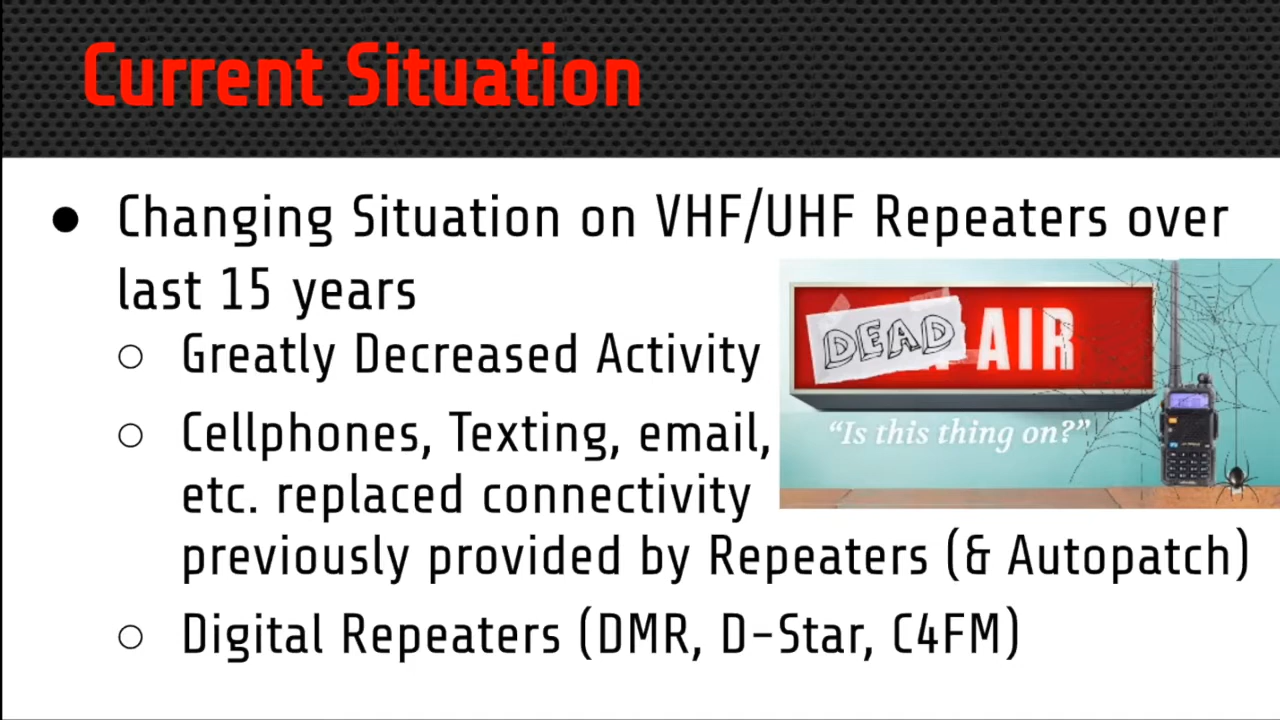 Current Situation
● Changing Situation on VHF/UHF Repeaters over
last 15 years
○ Greatly Decreased Activity
○ Cellphones, Texting, email,
etc. replaced connectivity
previously provided by Repeaters (& Autopatch)
○ Digital Repeaters (DMR, D-Star, C4FM)
DEAD AIR
“Is this thing on?”